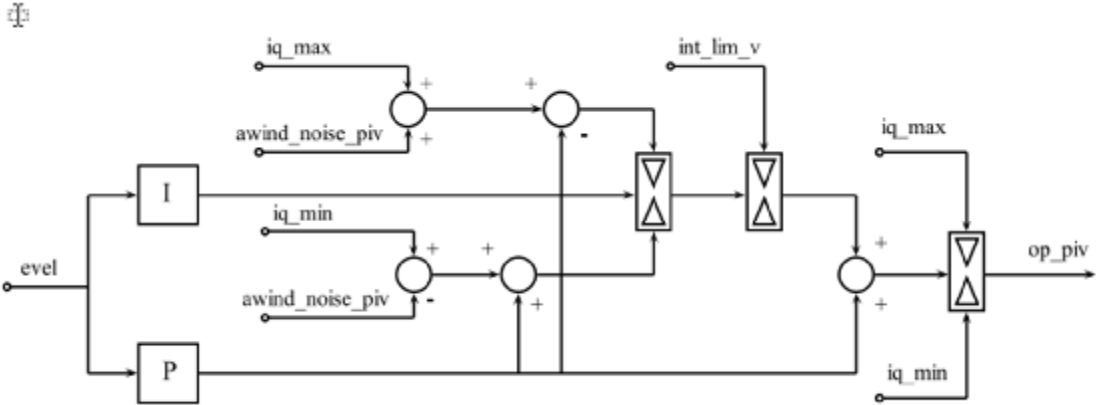 iq_max
int_lim_v
+
+
iq_max
awind_noise_piv
+
-
I
iq_min
+
+
+
evel
op_piv
awind_noise_piv
-
+
+
P
iq_min